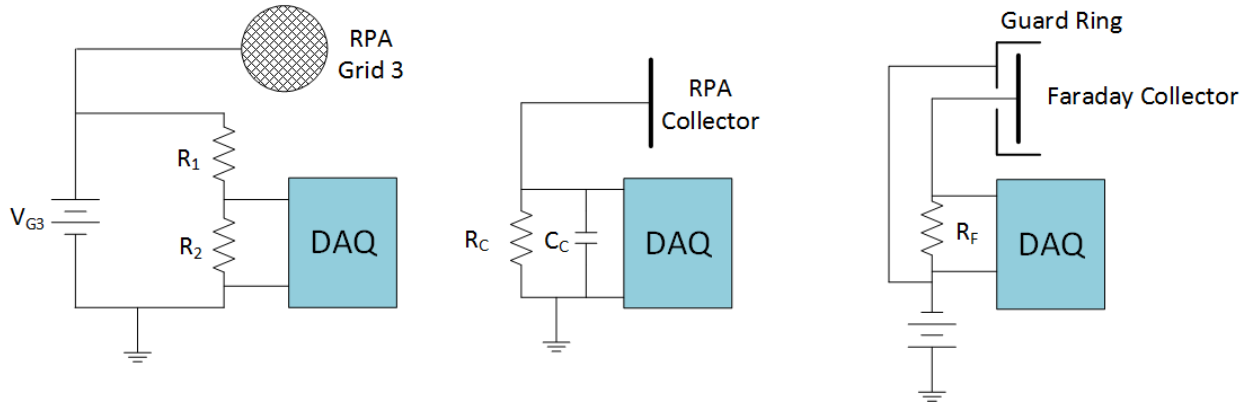 RPA
Grid 3
R1
VG3
R2
DAQ
RPA
Collector
RC
CC
DAQ
Guard Ring
Faraday Collector
RF
DAQ